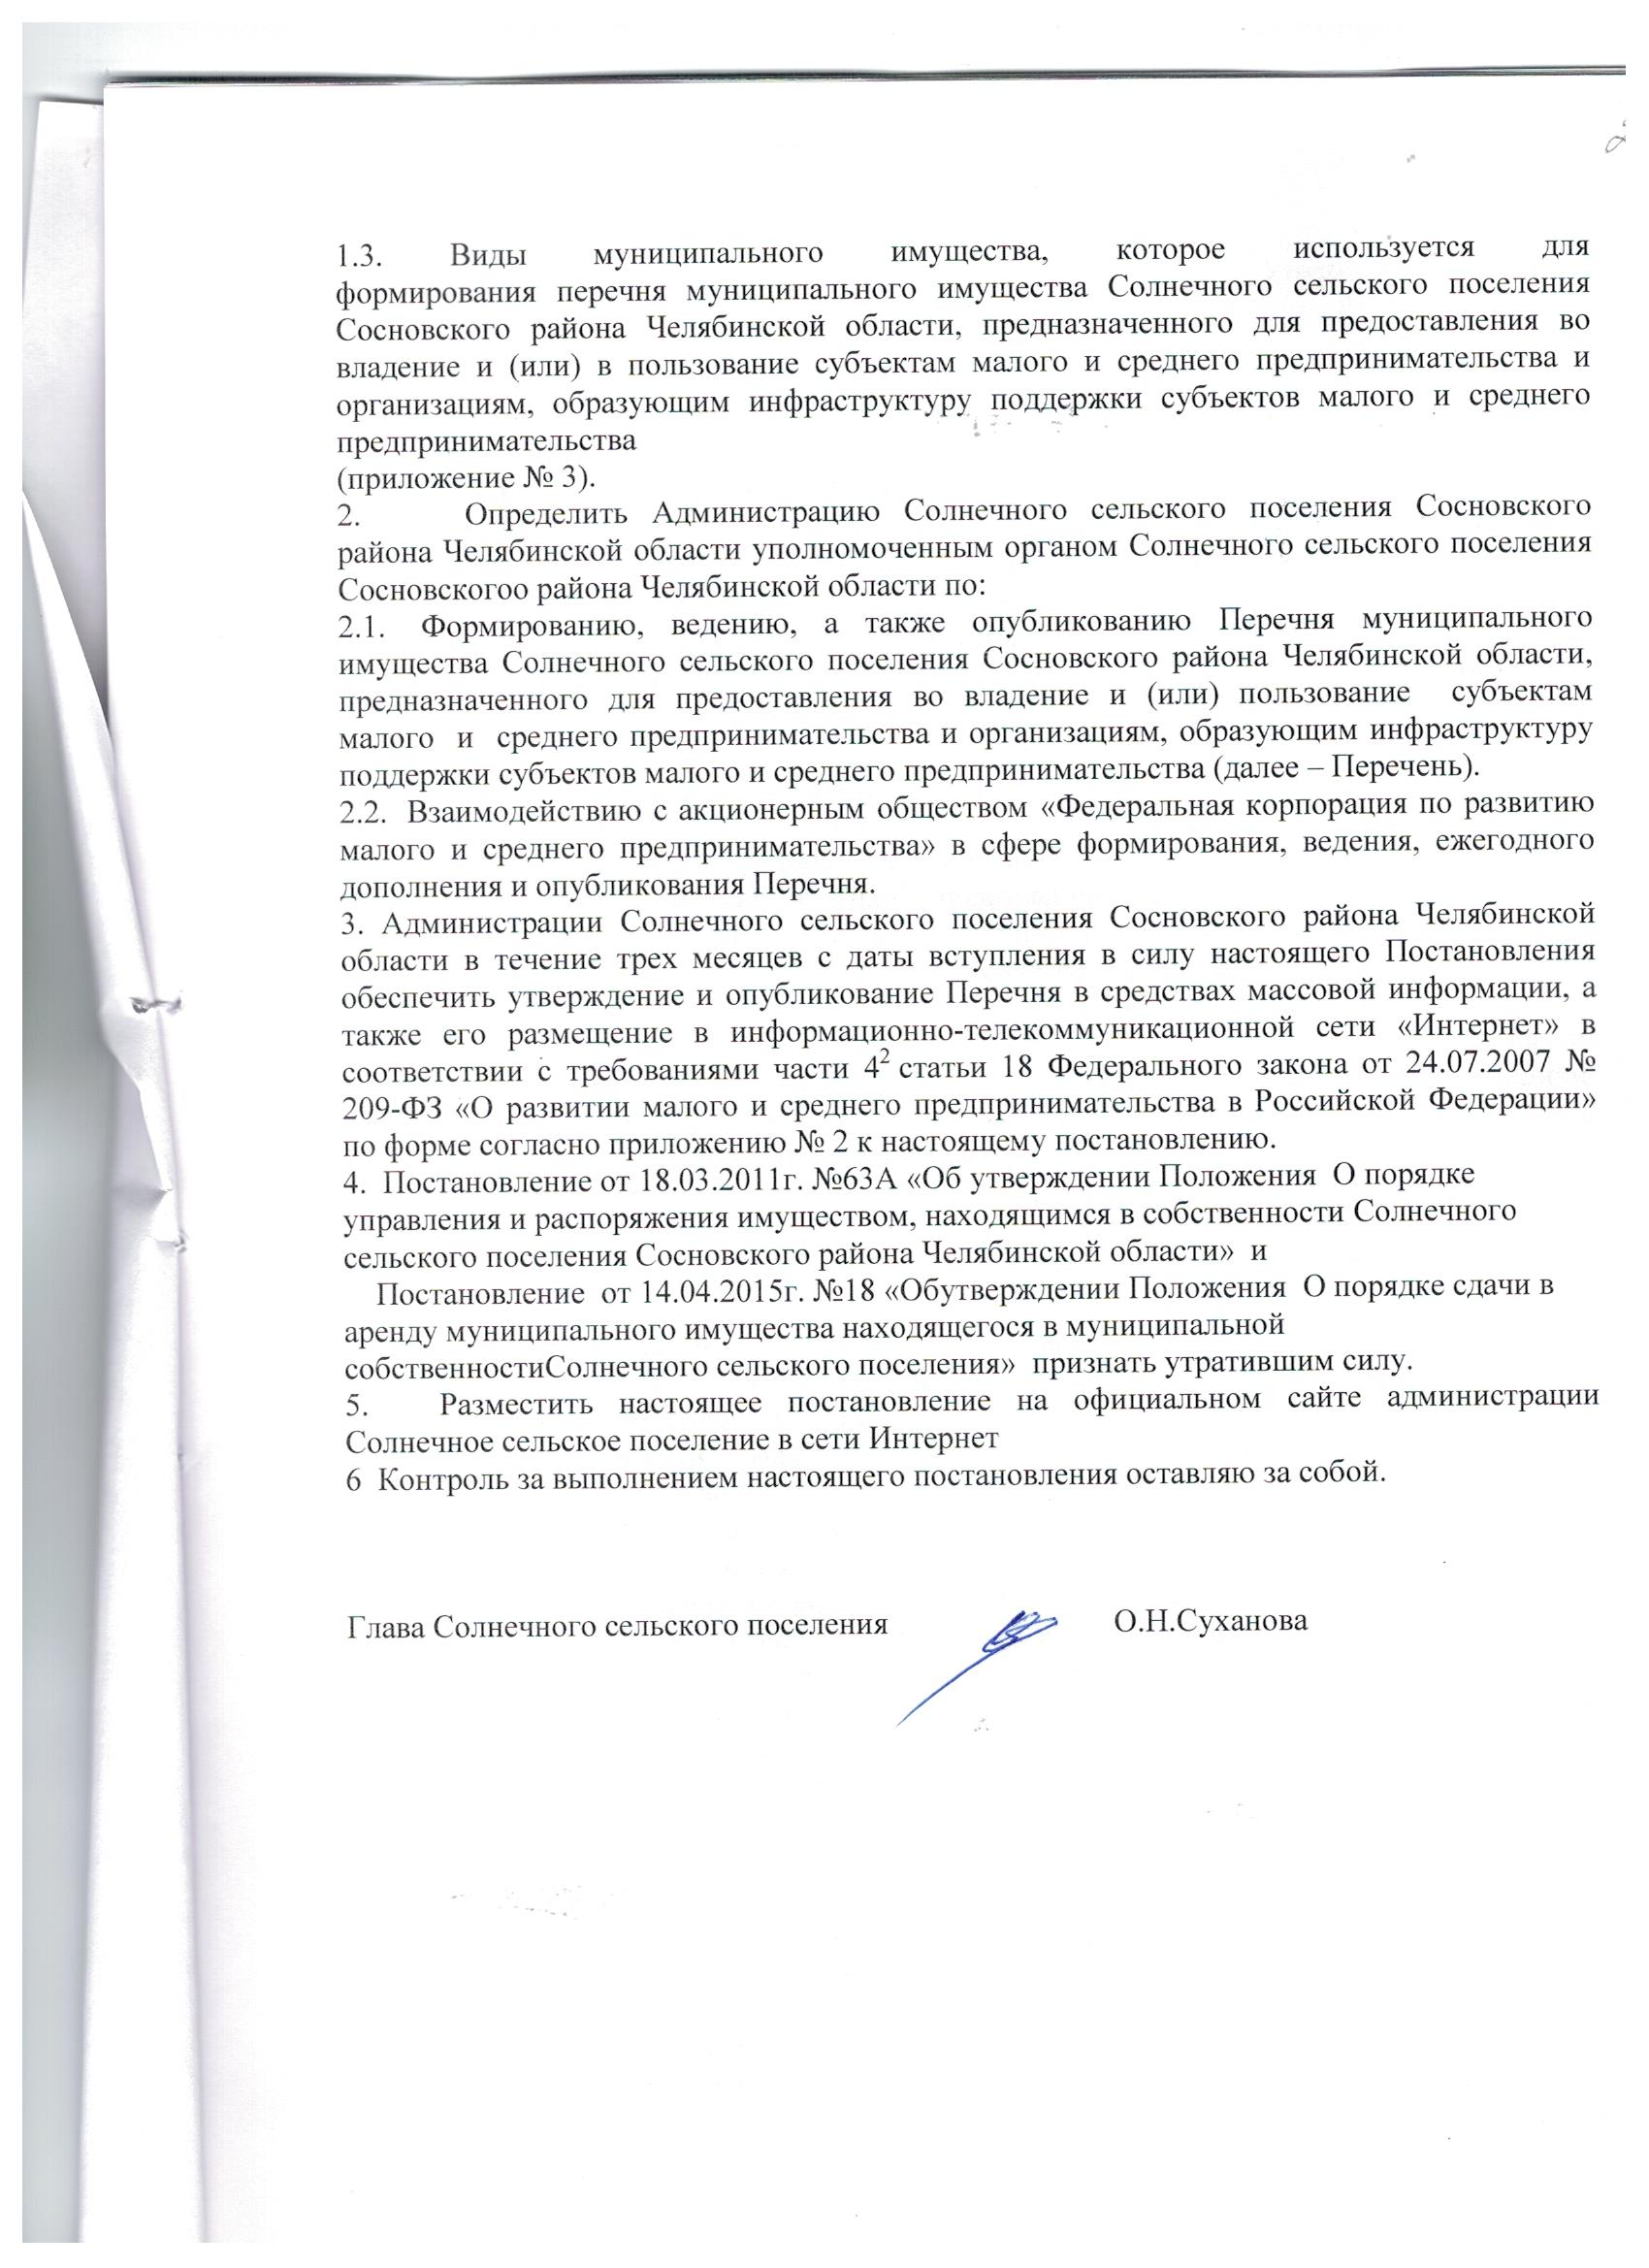 1.3. Виды муниципального имущества, которое используется для
формирования перечня муниципального имущества Солнечного сельского поселения
Сосновского района Челябинской области, предназначенного для предоставления во
владение и (или) в пользование субъектам малого и среднего предпринимательства и
организациям, образующим инфраструктуру поддержки субъектов малого и среднего
предпринимательства
(приложение № 3).
2. Определить Администрацию Солнечного сельского поселения Сосновского
района Челябинской области уполномоченным органом Солнечного сельского поселения
Сосновскогоо района Челябинской области по:
2.1. Формированию, ведению, а также опубликованию Перечня муниципального
имущества Солнечного сельского поселения Сосновского района Челябинской области,
предназначенного для предоставления во владение и (или) пользование субъектам
малого и среднего предпринимательства и организациям, образующим инфраструктуру
поддержки субъектов малого и среднего предпринимательства (далее – Перечень).
2.2. Взаимодействию с акционерным обществом «Федеральная корпорация по развитию
малого и среднего предпринимательства» в сфере формирования, ведения, ежегодного
дополнения и опубликования Перечня.
3. Администрации Солнечного сельского поселения Сосновского района Челябинской
области в течение трех месяцев с даты вступления в силу настоящего Постановления
обеспечить утверждение и опубликование Перечня в средствах массовой информации, а
также его размещение в информационно-телекоммуникационной сети «Интернет» в
соответствии с требованиями части 4² статьи 18 Федерального закона от 24.07.2007 №
209-ФЗ «О развитии малого и среднего предпринимательства в Российской Федерации»
по форме согласно приложению № 2 к настоящему постановлению.
4. Постановление от 18.03.2011г. №63А «Об утверждении Положения О порядке
управления и распоряжения имуществом, находящимся в собственности Солнечного
сельского поселения Сосновского района Челябинской области» и
Постановление от 14.04.2015г. №18 «Обутверждении Положения О порядке сдачи в
аренду муниципального имущества находящегося в муниципальной
собственностиСолнечного сельского поселения» признать утратившим силу.
5. Разместить настоящее постановление на официальном сайте администрации
Солнечное сельское поселение в сети Интернет
6 Контроль за выполнением настоящего постановления оставляю за собой.
Глава Солнечного сельского поселения О.Н.Суханова